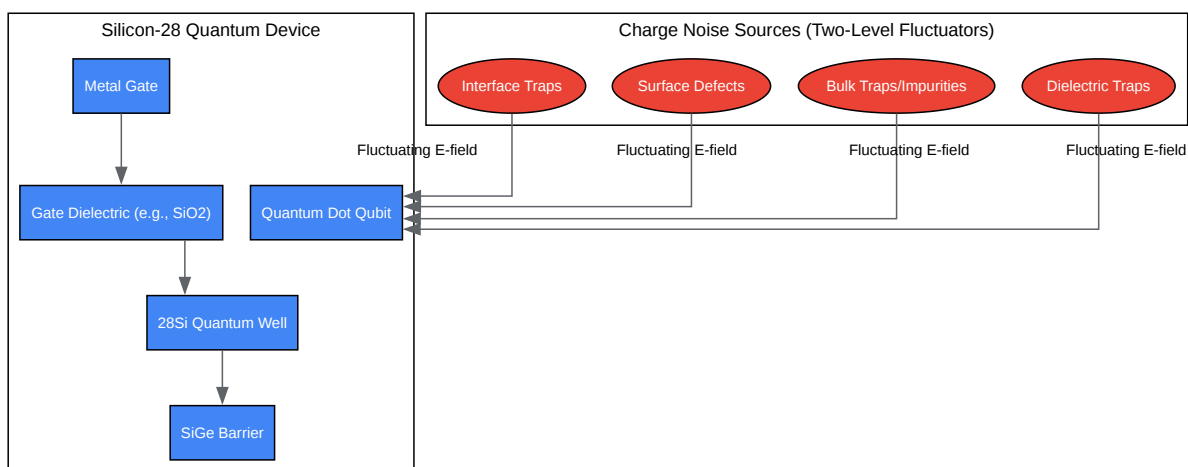 Silicon-28 Quantum Device
Charge Noise Sources (Two-Level Fluctuators)
Metal Gate
Interface Traps
Surface Defects
Bulk Traps/Impurities
Dielectric Traps
Fluctuating E-field
Fluctuating E-field
Fluctuating E-field
Fluctuating E-field
Gate Dielectric (e.g., SiO2)
Quantum Dot Qubit
28Si Quantum Well
SiGe Barrier